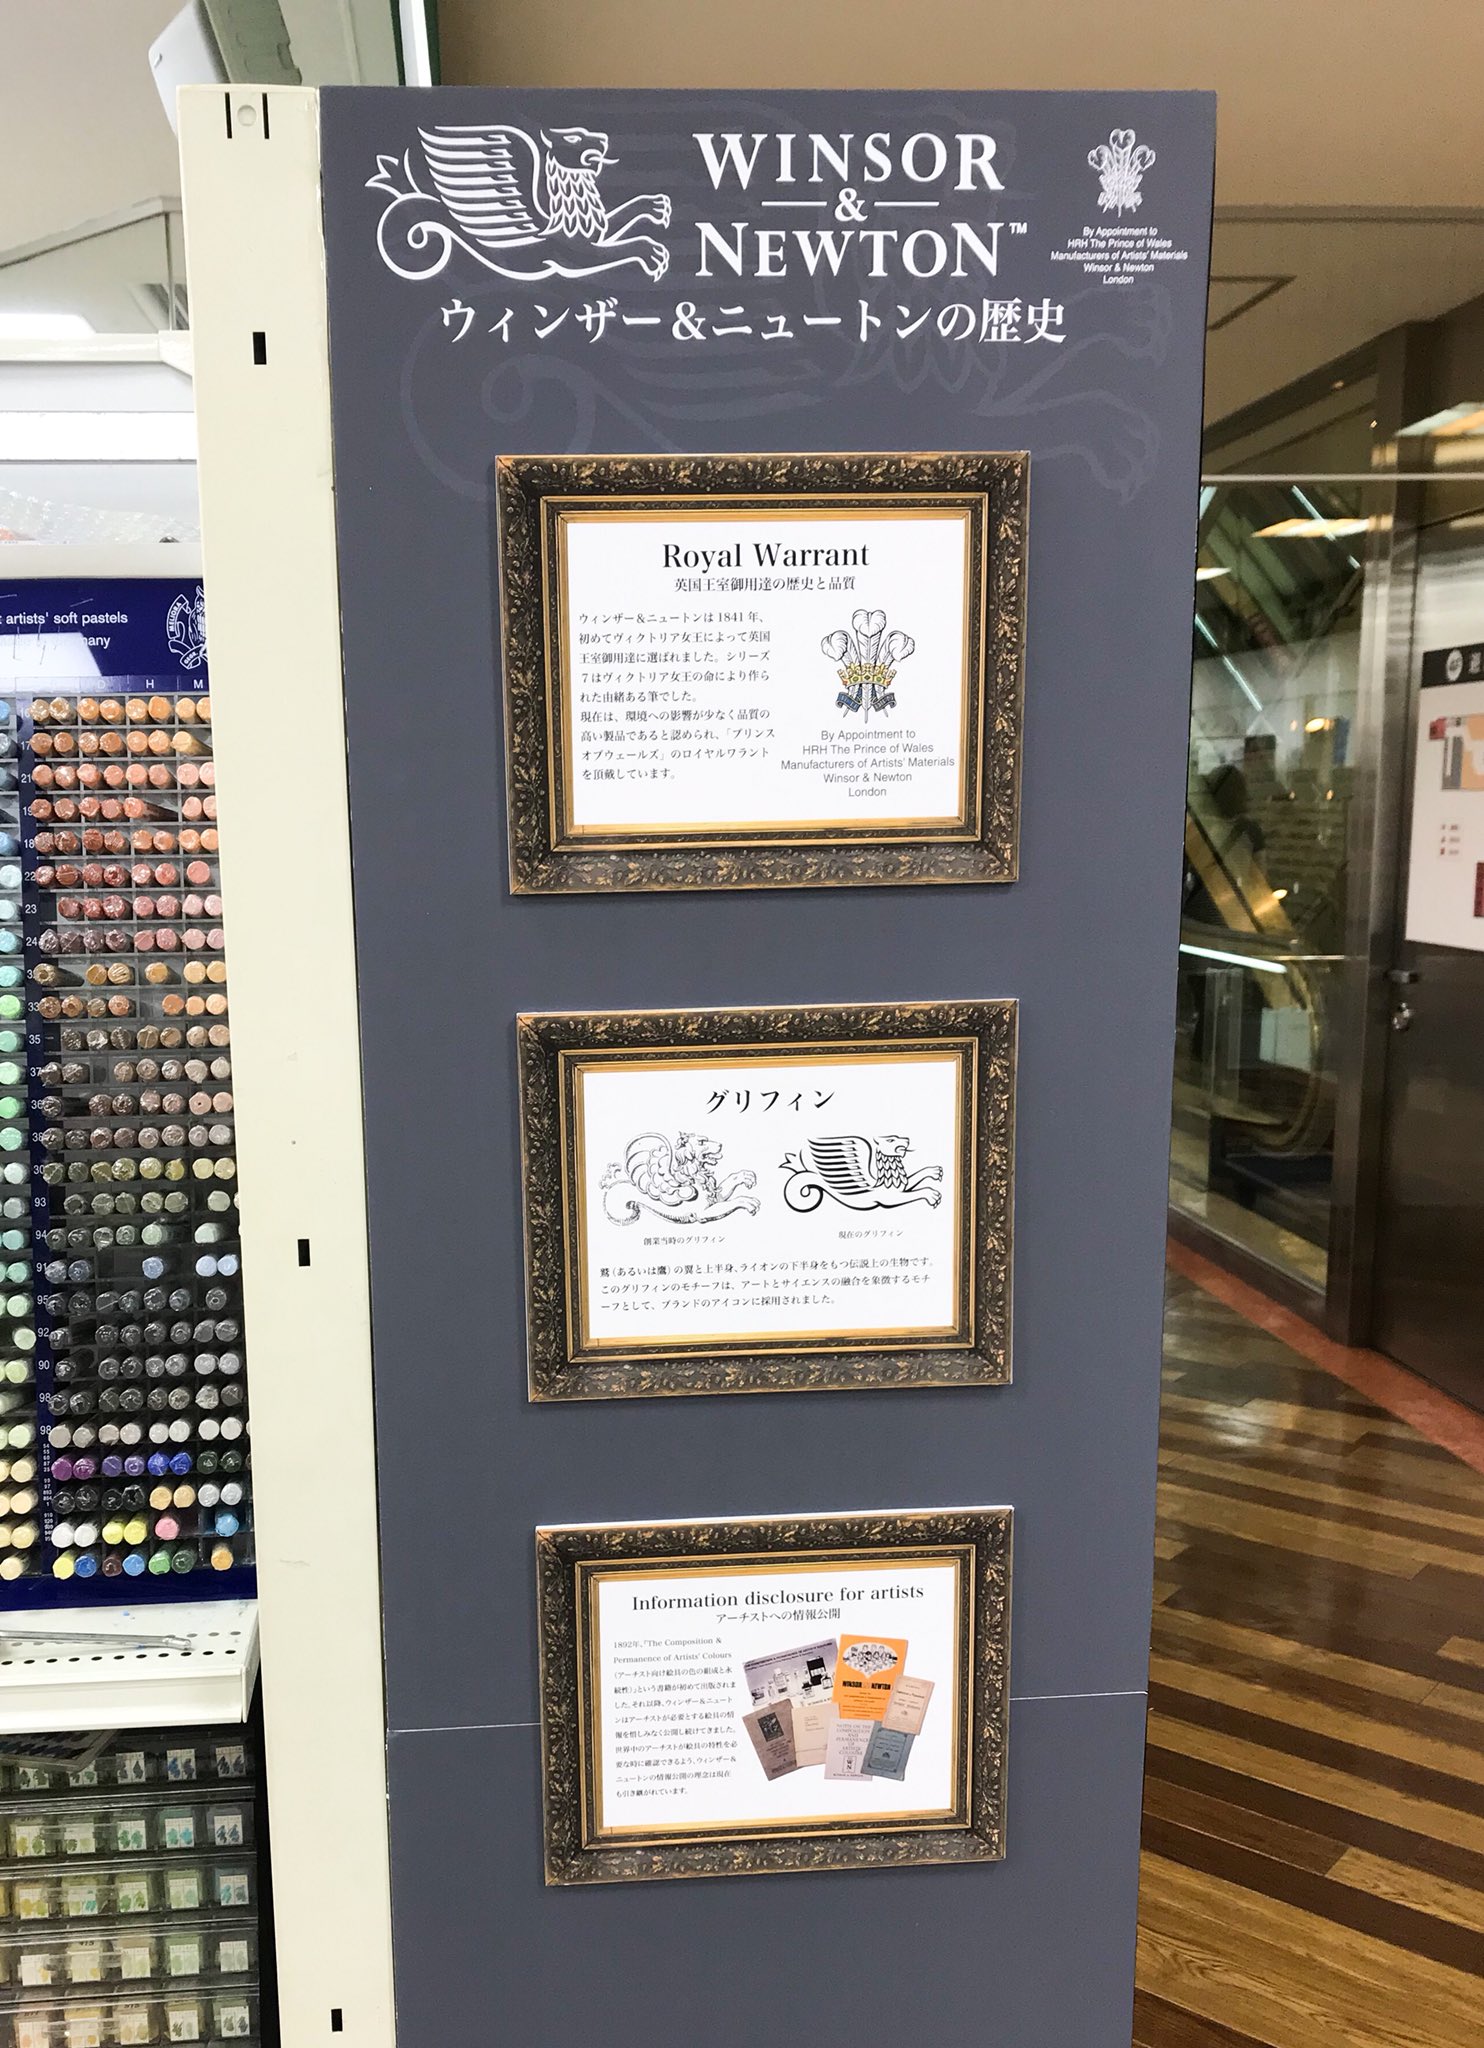 WINSOR
&
NEWTON™
By Appointment to
HRH The Prince of Wales
Manufacturers of Artists' Materials
Winsor & Newton
London
ウィンザー&ニュートンの歴史
Royal Warrant
英国王室御用達の歴史と品質
ウィンザー&ニュートンは1841年、
初めてヴィクトリア女王によって英国
王室御用達に選ばれました。シリーズ
7はヴィクトリア女王の命により作ら
れた由緒ある筆でした。
現在は、環境への影響が少なく品質の
高い製品であると認められ、「プリンス
オブウェールズ」のロイヤルワラント
を頂戴しています。
By Appointment to
HRH The Prince of Wales
Manufacturers of Artists' Materials
Winsor & Newton
London
グリフィン
創業当時のグリフィン
現在のグリフィン
鷲(あるいは鷹)の翼と上半身、ライオンの下半身をもつ伝説上の生物です。
このグリフィンのモチーフは、アートとサイエンスの融合を象徴するモチ
ーフとして、ブランドのアイコンに採用されました。
Information disclosure for artists
アーチストへの情報公開
1892年、「The Composition &
Permanence of Artists' Colours
(アーチスト向け絵具の色の組成と永
続性)」という書籍が初めて出版されま
した。それ以降、ウィンザー&ニュート
ンはアーチストが必要とする絵具の情
報を惜しみなく公開し続けてきました。
世界中のアーチストが絵具の特性を必
要な時に確認できるよう、ウィンザー&
ニュートンの情報公開の理念は現在
も引き継がれています。
WINSOR NEWTON
NOTES ON THE
COMPOSITION
AND
PERMANENCE
OF
ARTISTS'
COLOURS
artists' soft pastels
H M
17
21
18
22
23
24
33
35
37
36
38
30
93
94
91
95
92
90
98
98